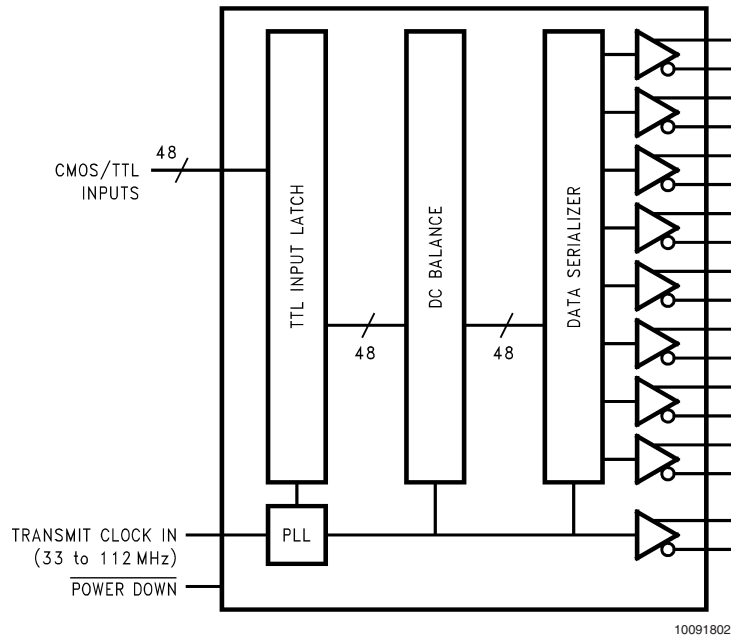 48
CMOS/TTL
INPUTS
TTL INPUT LATCH
DC BALANCE
DATA SERIALIZER
48
48
TRANSMIT CLOCK IN
(33 to 112 MHz)
PLL
POWER DOWN
10091802